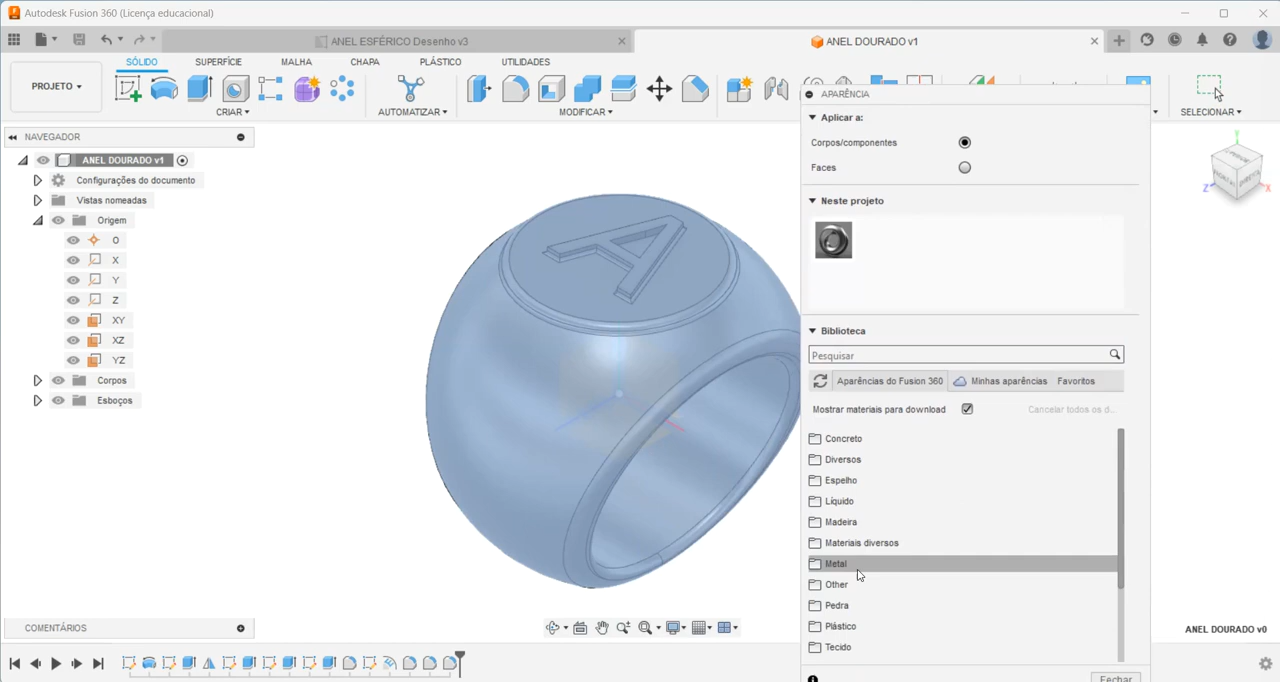 Autodesk Fusion 360 (Licença educacional)
ANEL ESFÉRICO Desenho v3
ANEL DOURADO v1
SÓLIDO SUPERFÍCIE MALHA CHAPA PLÁSTICO UTILIDADES
PROJETO
CRIAR
AUTOMATIZAR
MODIFICAR
SELECIONAR
NAVEGADOR
ANEL DOURADO v1
Configurações do documento
Vistas nomeadas
Origem
O
X
Y
Z
XY
XZ
YZ
Corpos
Esboços
A
APARÊNCIA
Aplicar a:
Corpos/componentes
Faces
Neste projeto
Biblioteca
Pesquisar
Aparências do Fusion 360 Minhas aparências Favoritos
Mostrar materiais para download Cancelar todos os d...
Concreto
Diversos
Espelho
Líquido
Madeira
Materiais diversos
Metal
Other
Pedra
Plástico
Tecido
Fechar
Y
Z
X
COMENTÁRIOS
ANEL DOURADO v0